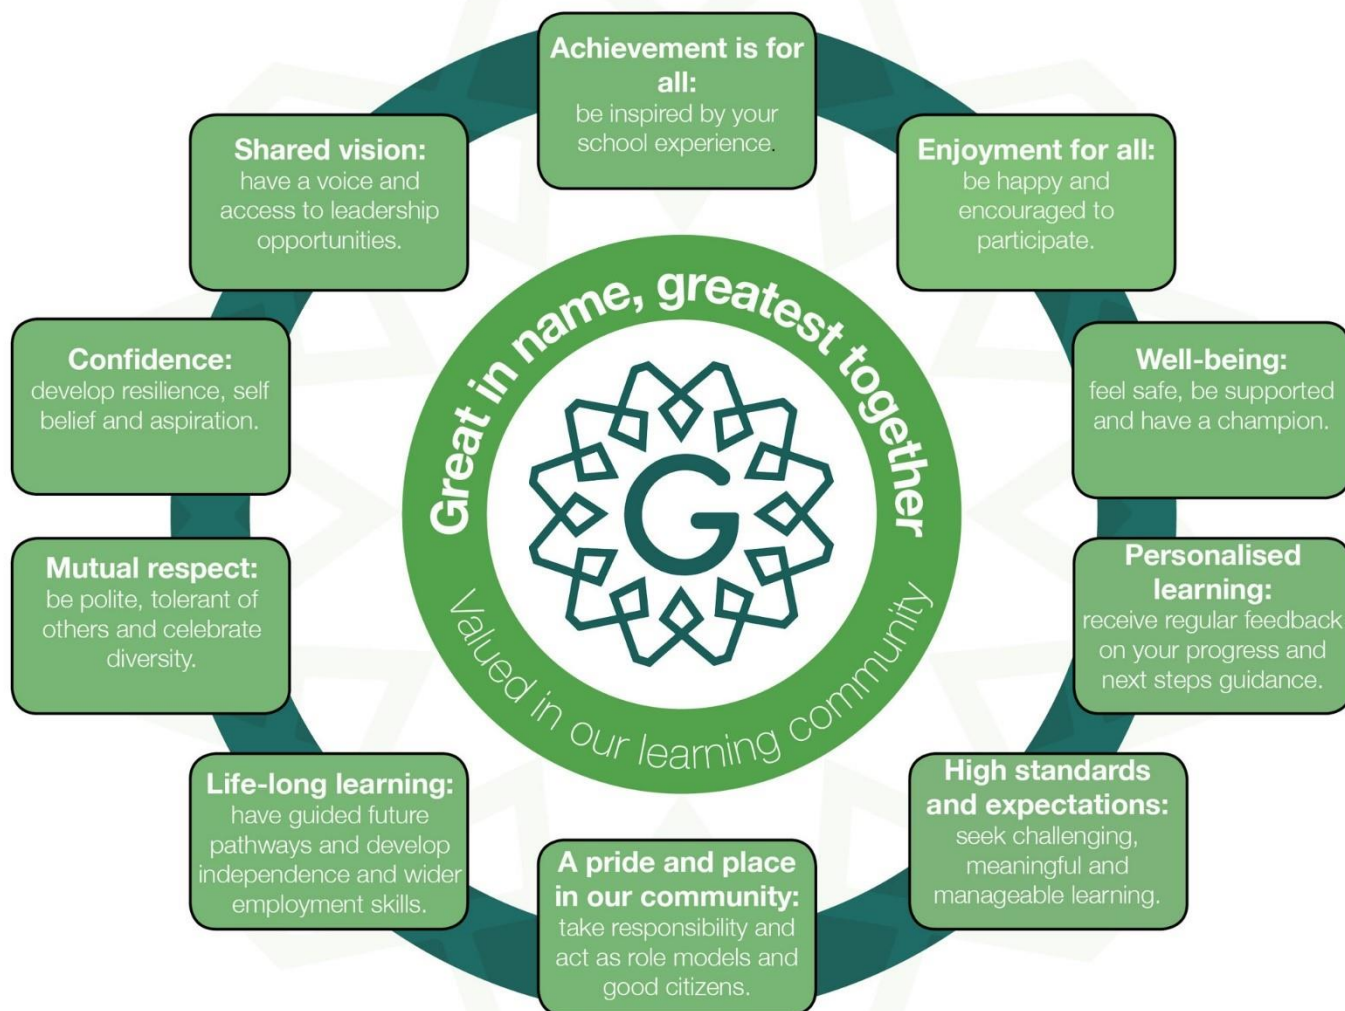 Achievement is for
all:
be inspired by your
school experience.
Enjoyment for all:
be happy and
encouraged to
participate.
Well-being:
feel safe, be supported
and have a champion.
Personalised
learning:
receive regular feedback
on your progress and
next steps guidance.
High standards
and expectations:
seek challenging,
meaningful and
manageable learning.
A pride and place
in our community:
take responsibility and
act as role models and
good citizens.
Life-long learning:
have guided future
pathways and develop
independence and wider
employment skills.
Mutual respect:
be polite, tolerant of
others and celebrate
diversity.
Confidence:
develop resilience, self
belief and aspiration.
Shared vision:
have a voice and
access to leadership
opportunities.
Great in name, greatest together
G
Valued in our learning community